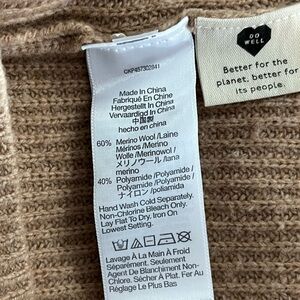 CKP457302841
Made In China
Fabriqué En Chine
Hergestellt In China
Vervaardigd In China
中国製
hecho en china
60% Merino Wool /Laine
Mérinos /Merino
Wolle /Merinowol /
メリノウール /lana
merino
40% Polyamide /Polyamide /
Polyamide /Polyamide /
ナイロン /poliamida
Hand Wash Cold Separately.
Non-Chlorine Bleach Only.
Lay Flat To Dry. Iron On
Lowest Setting.
Lavage À La Main À Froid
Séparément. Seulement
Agent De Blanchiment Non-
Chloré. Sécher À Plat. Fer Au
Réglage Le Plus Bas
DO
WELL
Better for the
planet, better for
its people.